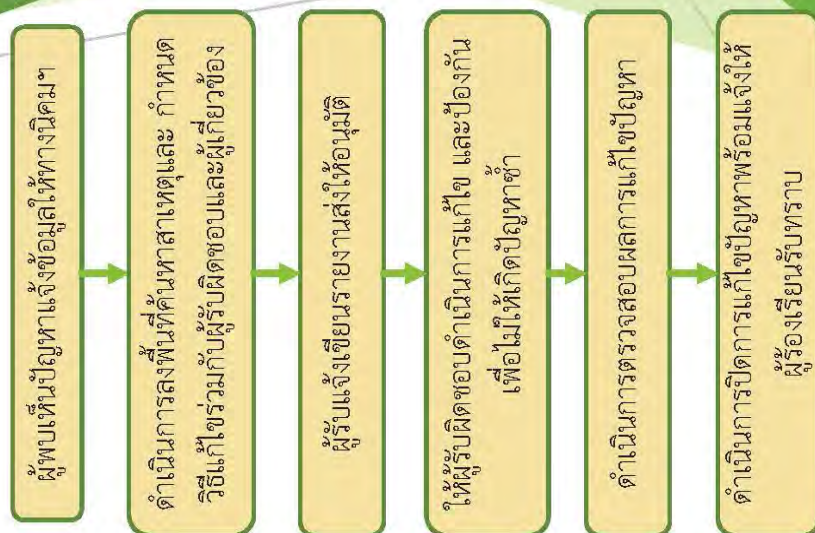 ผู้พบเห็นปัญหาแจ้งข้อมูลให้ทางนิคมฯ
ดำเนินการลงพื้นที่ค้นหาสาเหตุและ กำหนด
วิธีแก้ไขร่วมกับผู้รับผิดชอบและผู้เกี่ยวข้อง
ผู้รับแจ้งเขียนรายงานส่งให้อนุมัติ
ให้ผู้รับผิดชอบดำเนินการแก้ไข และป้องกัน
เพื่อไม่ให้เกิดปัญหาซ้ำ
ดำเนินการตรวจสอบผลการแก้ไขปัญหา
ดำเนินการปิดการแก้ไขปัญหาพร้อมแจ้งให้
ผู้ร้องเรียนรับทราบ